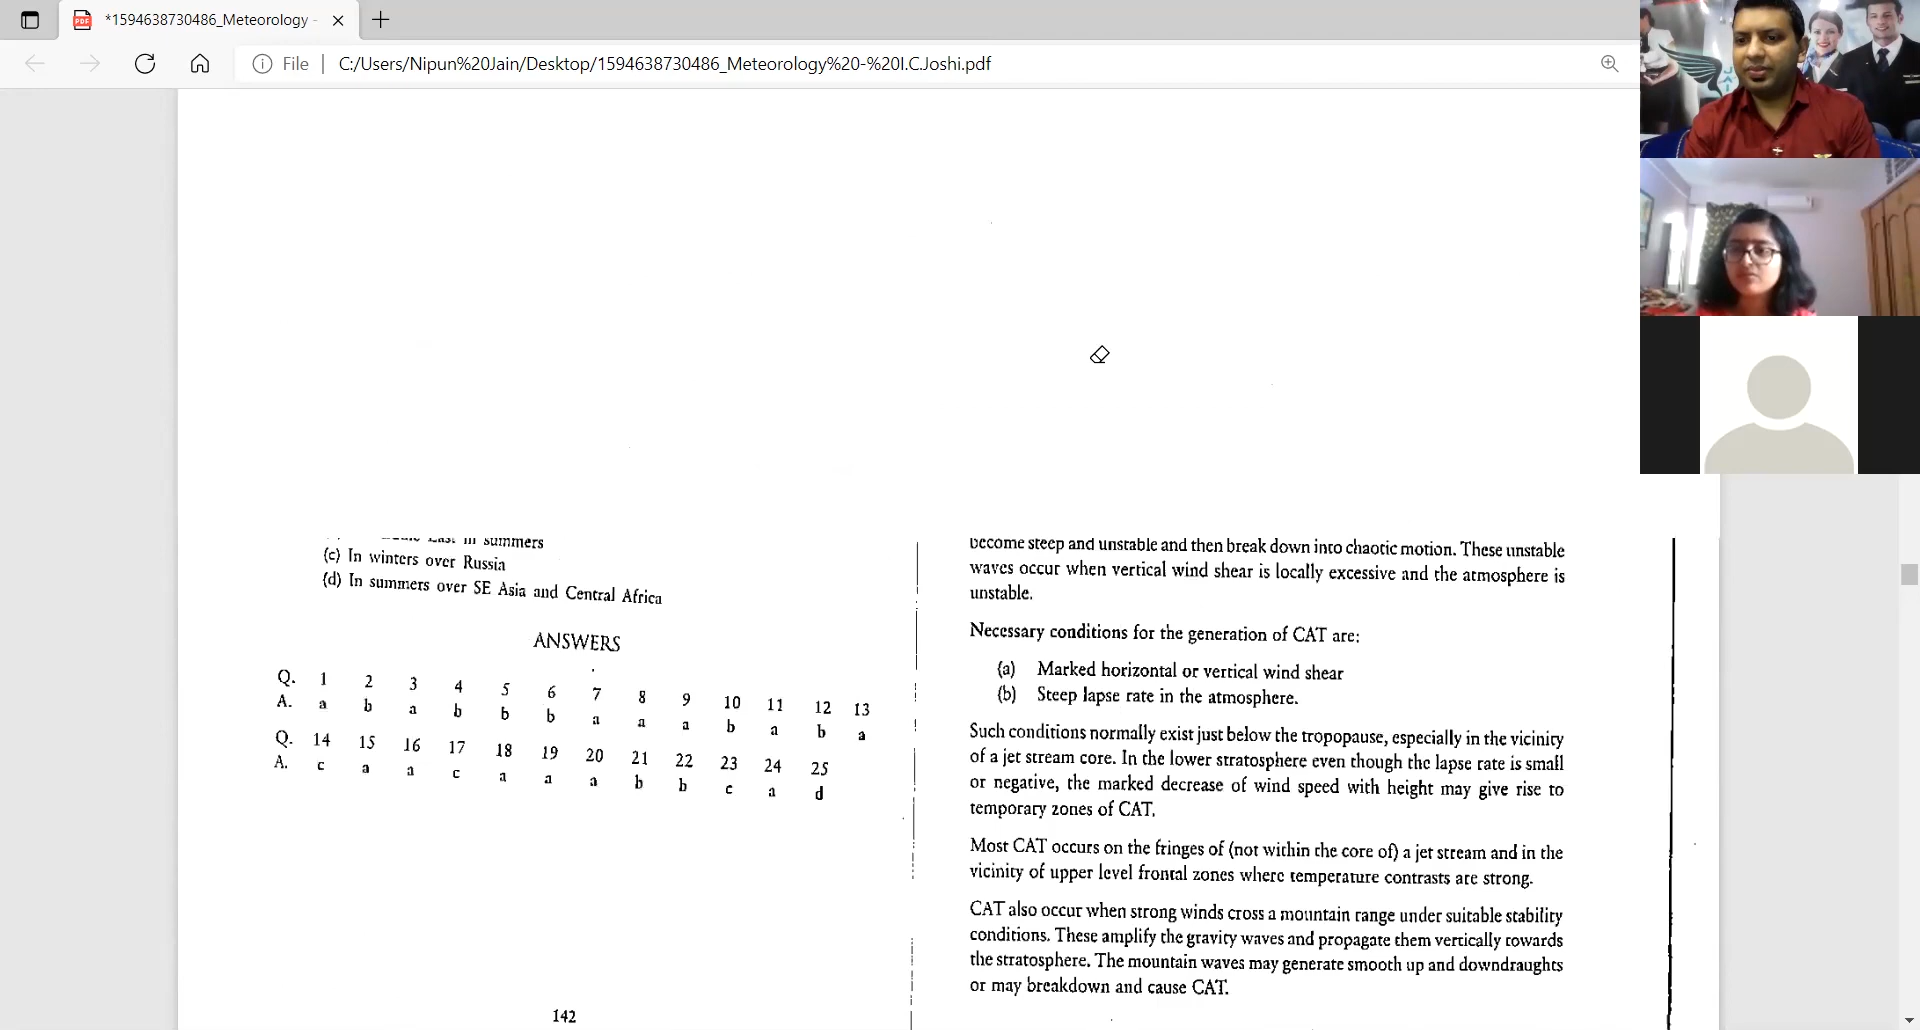 *1594638730486_Meteorology -
File
C:/Users/Nipun%20Jain/Desktop/1594638730486_Meteorology%20-%20I.C.Joshi.pdf
East in summers
(c) In winters over Russia
(d) In summers over SE Asia and Central Africa
ANSWERS
Q. 1 2 3 4 5 6 7 8 9 10 11 12 13
A. a b a b b b a a a b a b a
Q. 14 15 16 17 18 19 20 21 22 23 24 25
A. c a a c a a a b b c a d
142
become steep and unstable and then break down into chaotic motion. These unstable
waves occur when vertical wind shear is locally excessive and the atmosphere is
unstable.
Necessary conditions for the generation of CAT are:
(a) Marked horizontal or vertical wind shear
(b) Steep lapse rate in the atmosphere.
Such conditions normally exist just below the tropopause, especially in the vicinity
of a jet stream core. In the lower stratosphere even though the lapse rate is small
or negative, the marked decrease of wind speed with height may give rise to
temporary zones of CAT.
Most CAT occurs on the fringes of (not within the core of) a jet stream and in the
vicinity of upper level frontal zones where temperature contrasts are strong.
CAT also occur when strong winds cross a mountain range under suitable stability
conditions. These amplify the gravity waves and propagate them vertically towards
the stratosphere. The mountain waves may generate smooth up and downdraughts
or may breakdown and cause CAT.